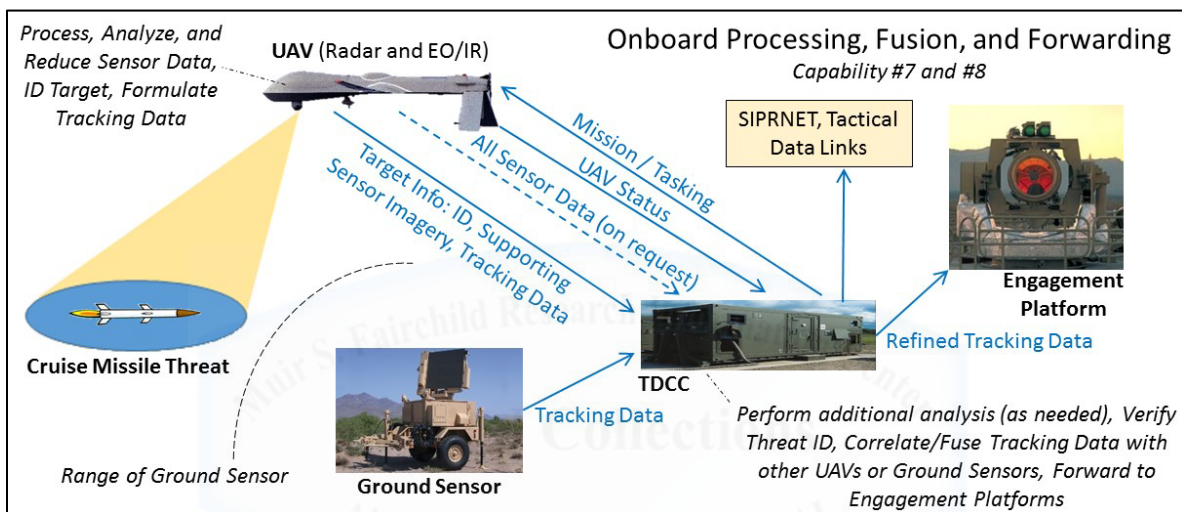 Process, Analyze, and
Reduce Sensor Data,
ID Target, Formulate
Tracking Data
UAV (Radar and EO/IR)
Onboard Processing, Fusion, and Forwarding
Capability #7 and #8
SIPRNET, Tactical
Data Links
Mission / Tasking
UAV Status
All Sensor Data (on request)
Target Info: ID, Supporting
Sensor Imagery, Tracking Data
Engagement
Platform
Cruise Missile Threat
Refined Tracking Data
TDCC
Tracking Data
Range of Ground Sensor
Ground Sensor
Perform additional analysis (as needed), Verify
Threat ID, Correlate/Fuse Tracking Data with
other UAVs or Ground Sensors, Forward to
Engagement Platforms
Muir S. Fairchild Research
Collections